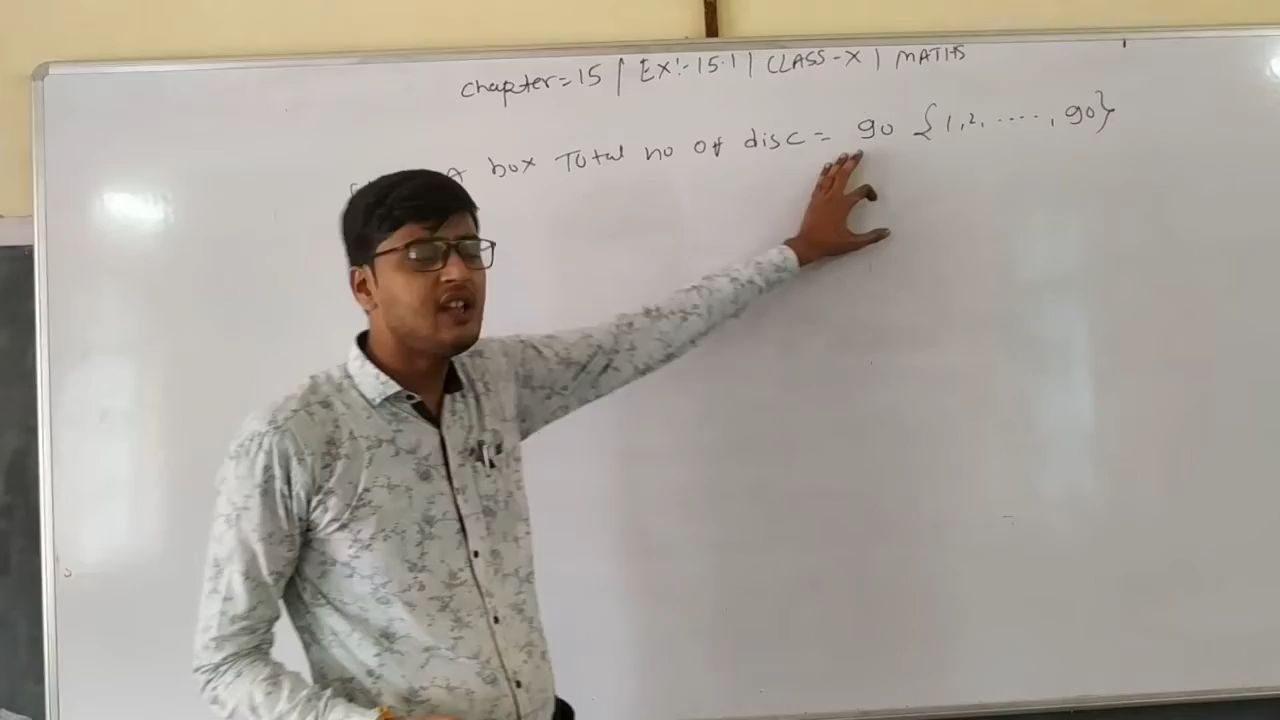 Chapter=15 | EX:-15.1 | CLASS-X | MATHS
A box Total no of disc = 90 {1,2, ...., 90}